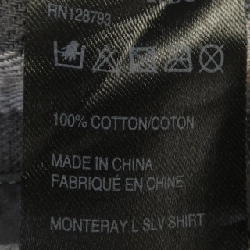 RN128793
100% COTTON/COTON
MADE IN CHINA
FABRIQUÉ EN CHINE
MONTERAY L SLV SHIRT